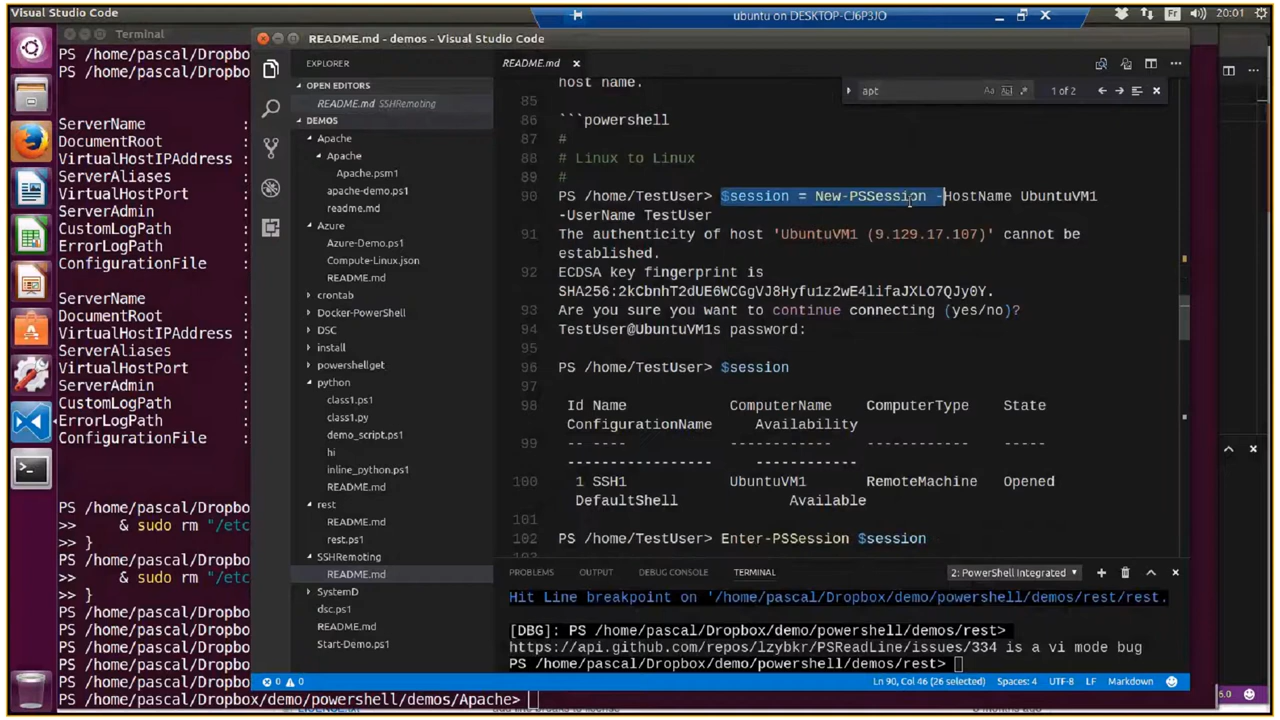 Visual Studio Code
ubuntu on DESKTOP-CJ6P3JO
Fr
20:01
Terminal
PS /home/pascal/Dropbo
PS /home/pascal/Dropbo
ServerName :
DocumentRoot :
VirtualHostIPAddress :
ServerAliases :
VirtualHostPort :
ServerAdmin :
CustomLogPath :
ErrorLogPath :
ConfigurationFile :
ServerName :
DocumentRoot :
VirtualHostIPAddress :
ServerAliases :
VirtualHostPort :
ServerAdmin :
CustomLogPath :
ErrorLogPath :
ConfigurationFile :
PS /home/pascal/Dropbo
>> & sudo rm "/etc
>> }
PS /home/pascal/Dropbo
>> & sudo rm "/etc
>> }
PS /home/pascal/Dropbo
PS /home/pascal/Dropbo
PS /home/pascal/Dropbo
PS /home/pascal/Dropbo
PS /home/pascal/Dropbo
PS /home/pascal/Dropbox/demo/powershell/demos/Apache>
README.md - demos - Visual Studio Code
EXPLORER
OPEN EDITORS
README.md SSHRemoting
DEMOS
Apache
Apache
Apache.psm1
apache-demo.ps1
readme.md
Azure
Azure-Demo.ps1
Compute-Linux.json
README.md
crontab
Docker-PowerShell
DSC
install
powershellget
python
class1.ps1
class1.py
demo_script.ps1
hi
inline_python.ps1
README.md
rest
README.md
rest.ps1
SSHRemoting
README.md
SystemD
dsc.ps1
README.md
Start-Demo.ps1
README.md
apt
Aa
1 of 2
host name.
85
86 ```powershell
87 #
88 # Linux to Linux
89 #
90 PS /home/TestUser> $session = New-PSSession -HostName UbuntuVM1
-UserName TestUser
91 The authenticity of host 'UbuntuVM1 (9.129.17.107)' cannot be
established.
92 ECDSA key fingerprint is
SHA256:2kCbnhT2dUE6WCGgVJ8Hyfu1z2wE4lifaJXLO7QJy0Y.
93 Are you sure you want to continue connecting (yes/no)?
94 TestUser@UbuntuVM1s password:
95
96 PS /home/TestUser> $session
97
98 Id Name ComputerName ComputerType State
ConfigurationName Availability
99 -- ---- ------------ ------------ -----
----------------- ------------
100 1 SSH1 UbuntuVM1 RemoteMachine Opened
DefaultShell Available
101
102 PS /home/TestUser> Enter-PSSession $session
PROBLEMS OUTPUT DEBUG CONSOLE TERMINAL
2: PowerShell Integrated
Hit Line breakpoint on '/home/pascal/Dropbox/demo/powershell/demos/rest/rest.
[DBG]: PS /home/pascal/Dropbox/demo/powershell/demos/rest>
https://api.github.com/repos/lzybkr/PSReadLine/issues/334 is a vi mode bug
PS /home/pascal/Dropbox/demo/powershell/demos/rest>
0 0
Ln 90, Col 46 (26 selected) Spaces: 4 UTF-8 LF Markdown